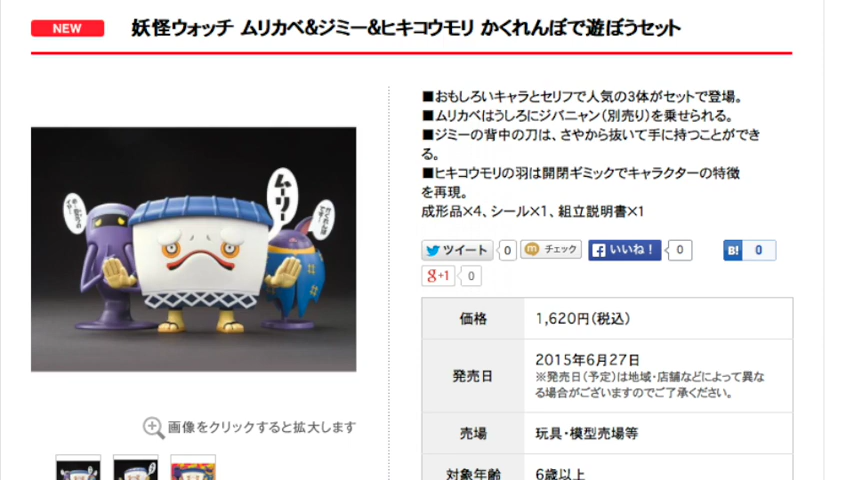 NEW
妖怪ウォッチ ムリカベ&ジミー&ヒキコウモリ かくれんぼで遊ぼうセット
■おもしろいキャラとセリフで人気の3体がセットで登場。
■ムリカベはうしろにジバニャン（別売り）を乗せられる。
■ジミーの背中の刀は、さやから抜いて手に持つことができ
る。
■ヒキコウモリの羽は開閉ギミックでキャラクターの特徴
を再現。
成形品×4、シール×1、組立説明書×1
ムーリー
ツイート 0 m チェック f いいね！ 0 B! 0
g+1 0
価格 1,620円（税込）
発売日 2015年6月27日
※発売日（予定）は地域・店舗などによって異な
る場合がございますのでご了承ください。
画像をクリックすると拡大します
売場 玩具・模型売場等
対象年齢 6歳以上